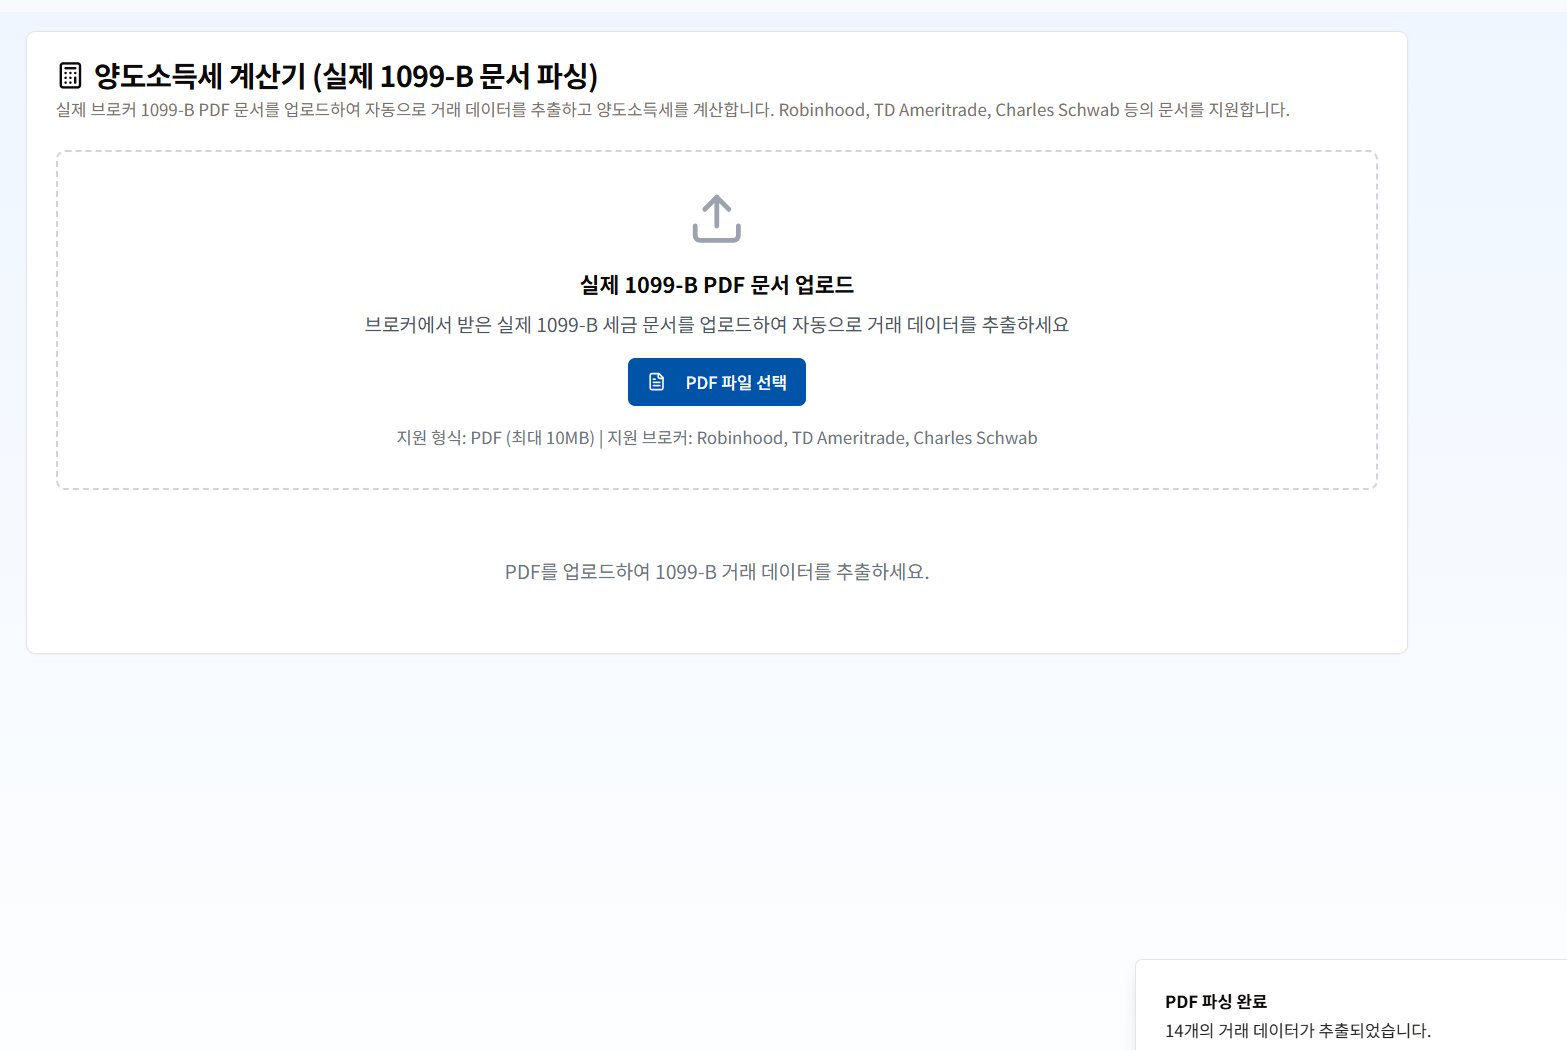 양도소득세 계산기 (실제 1099-B 문서 파싱)
실제 브로커 1099-B PDF 문서를 업로드하여 자동으로 거래 데이터를 추출하고 양도소득세를 계산합니다. Robinhood, TD Ameritrade, Charles Schwab 등의 문서를 지원합니다.
실제 1099-B PDF 문서 업로드
브로커에서 받은 실제 1099-B 세금 문서를 업로드하여 자동으로 거래 데이터를 추출하세요
PDF 파일 선택
지원 형식: PDF (최대 10MB) | 지원 브로커: Robinhood, TD Ameritrade, Charles Schwab
PDF를 업로드하여 1099-B 거래 데이터를 추출하세요.
PDF 파싱 완료
14개의 거래 데이터가 추출되었습니다.